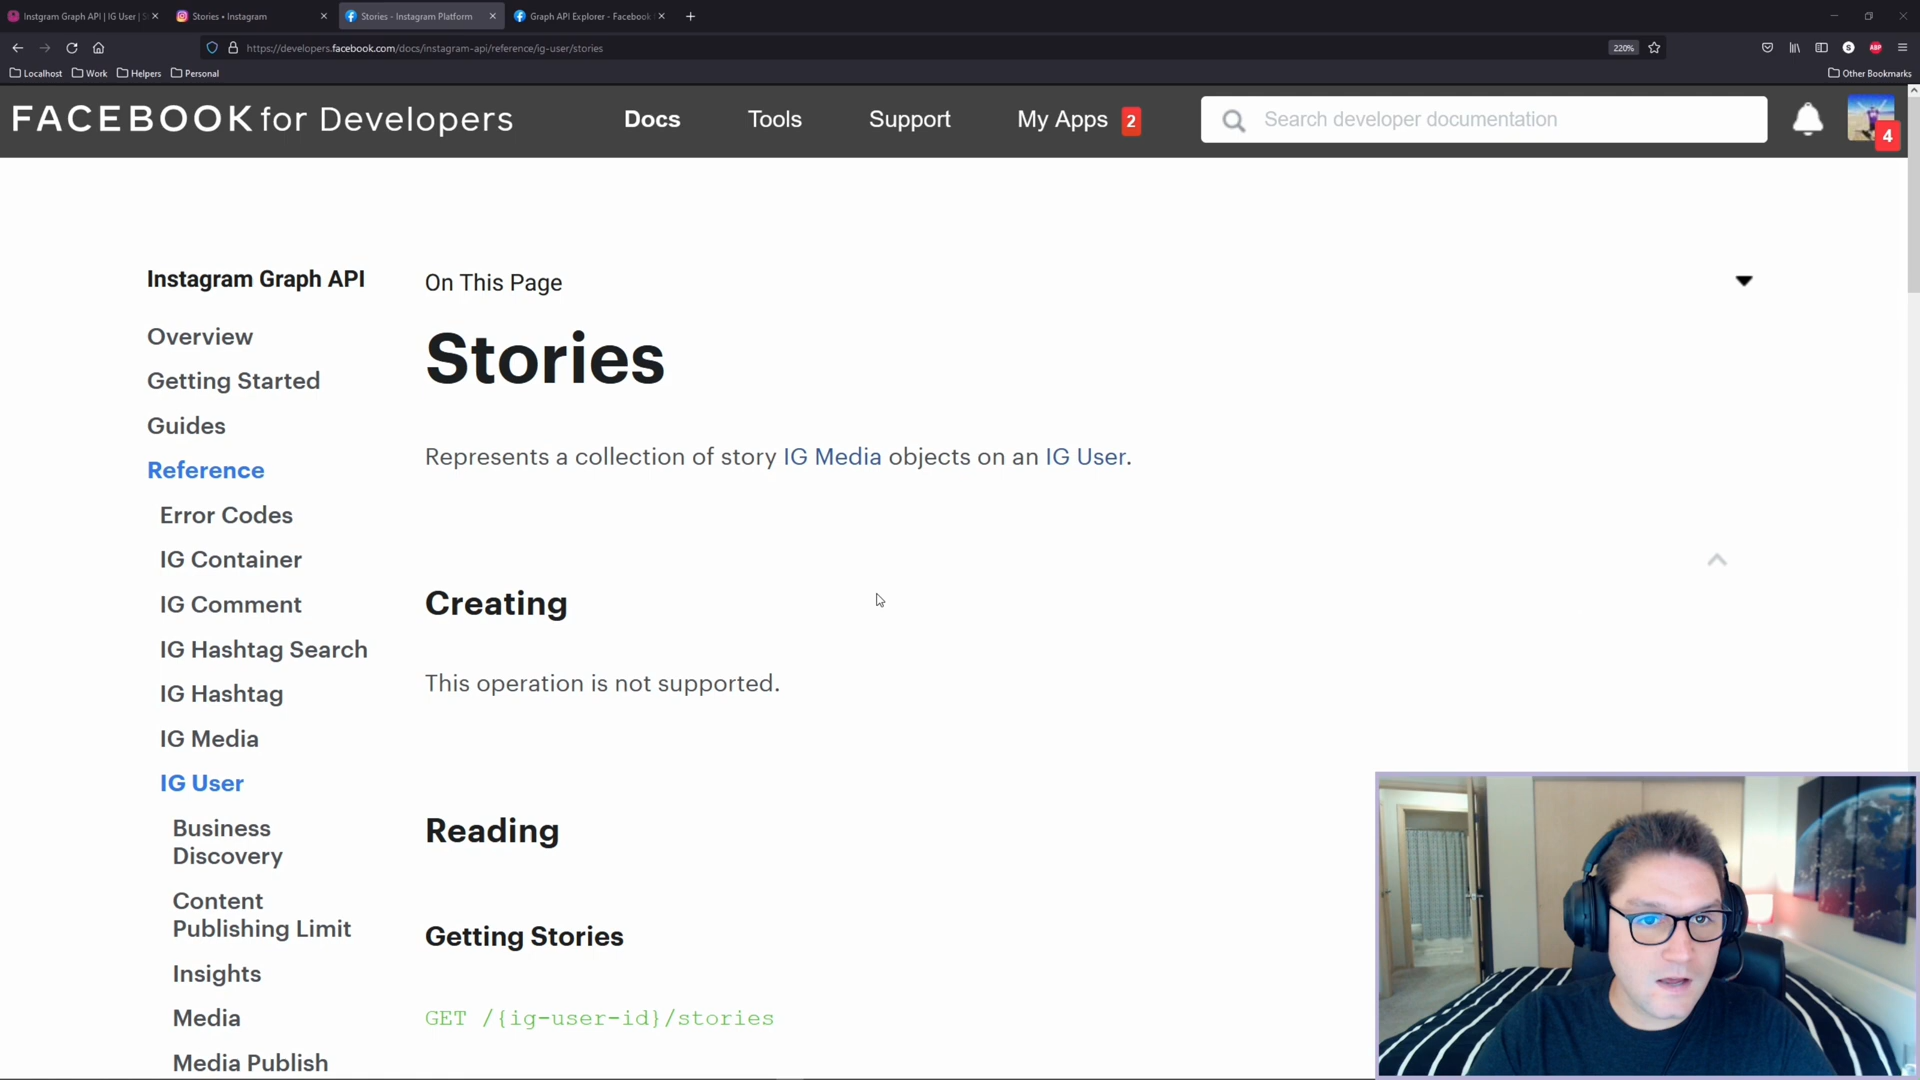 Instgram Graph API | IG User | S
Stories • Instagram
Stories - Instagram Platform
Graph API Explorer - Facebook
https://developers.facebook.com/docs/instagram-api/reference/ig-user/stories
220%
S
ABP
Localhost
Work
Helpers
Personal
Other Bookmarks
FACEBOOK for Developers
Docs
Tools
Support
My Apps 2
Search developer documentation
4
Instagram Graph API
Overview
Getting Started
Guides
Reference
Error Codes
IG Container
IG Comment
IG Hashtag Search
IG Hashtag
IG Media
IG User
Business
Discovery
Content
Publishing Limit
Insights
Media
Media Publish
On This Page
Stories
Represents a collection of story IG Media objects on an IG User.
Creating
This operation is not supported.
Reading
Getting Stories
GET /{ig-user-id}/stories